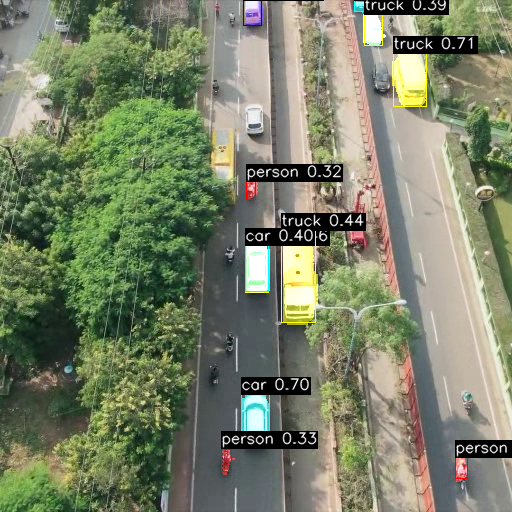 truck 0.39
truck 0.71
person 0.32
truck 0.44
car 0.40
car 0.70
person 0.33
person